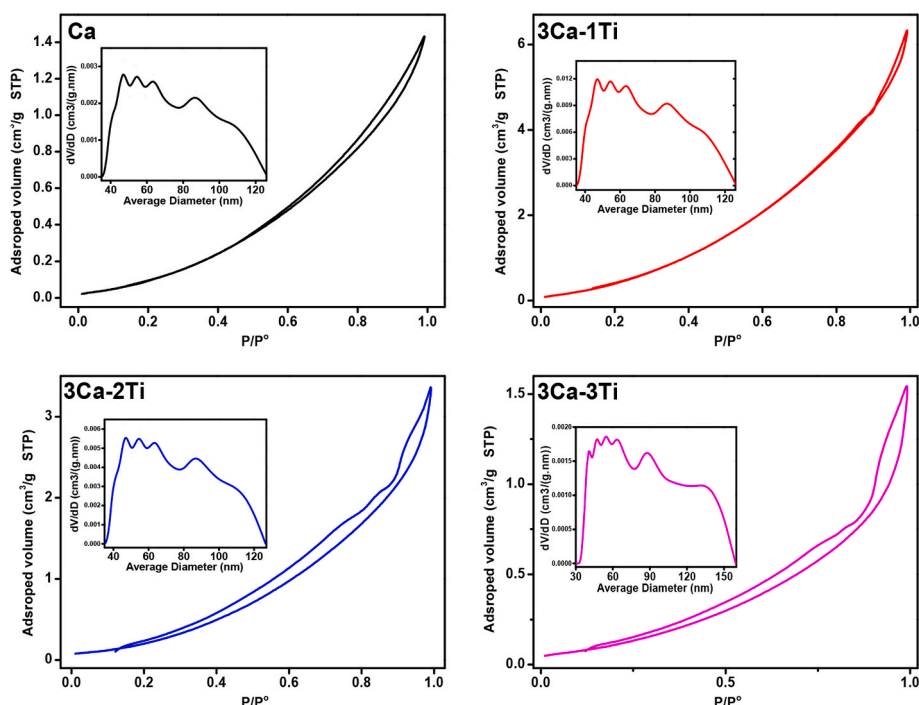 Ca
1.4
1.2
1.0
0.8
0.6
0.4
0.2
0.0
Adsroped volume (cm³/g STP)
0.0 0.2 0.4 0.6 0.8 1.0
P/Pº
0.003
0.002
0.001
0.000
dV/dD (cm3/(g.nm))
40 60 80 100 120
Average Diameter (nm)
3Ca-1Ti
6
4
2
0
Adsroped volume (cm³/g STP)
0.0 0.2 0.4 0.6 0.8 1.0
P/Pº
0.012
0.009
0.006
0.003
0.000
dV/dD (cm3/(g.nm))
40 60 80 100 120
Average Diameter (nm)
3Ca-2Ti
3
2
1
0
Adsroped volume (cm³/g STP)
0.0 0.2 0.4 0.6 0.8 1.0
P/Pº
0.006
0.005
0.004
0.003
0.002
0.001
0.000
dV/dD (cm3/(g.nm))
40 60 80 100 120
Average Diameter (nm)
3Ca-3Ti
1.5
1.0
0.5
0.0
Adsroped volume (cm³/g STP)
P/Pº
0.0020
0.0015
0.0010
0.0005
0.0000
dV/dD (cm3/(g.nm))
30 60 90 120 150
Average Diameter (nm)